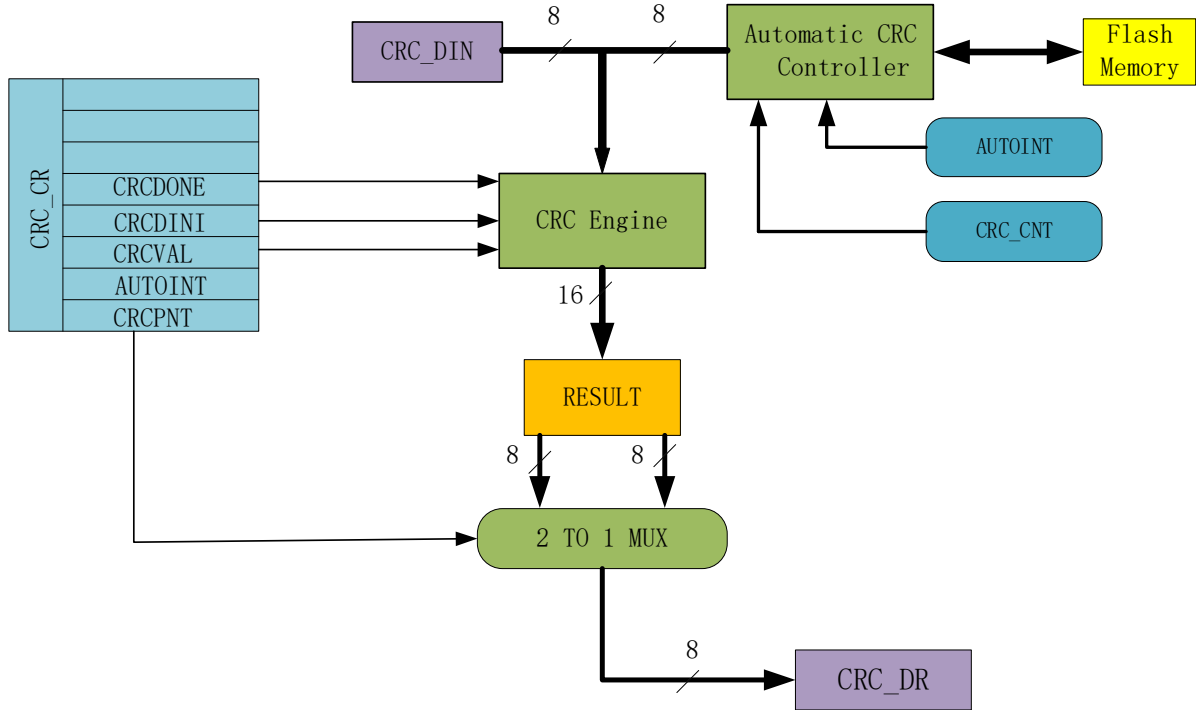 8
8
CRC_DIN
Automatic CRC
Controller
Flash
Memory
AUTOINT
CRC_CNT
CRC_CR
CRCDONE
CRCDINI
CRCVAL
AUTOINT
CRCPNT
CRC Engine
16
RESULT
8
8
2 TO 1 MUX
8
CRC_DR